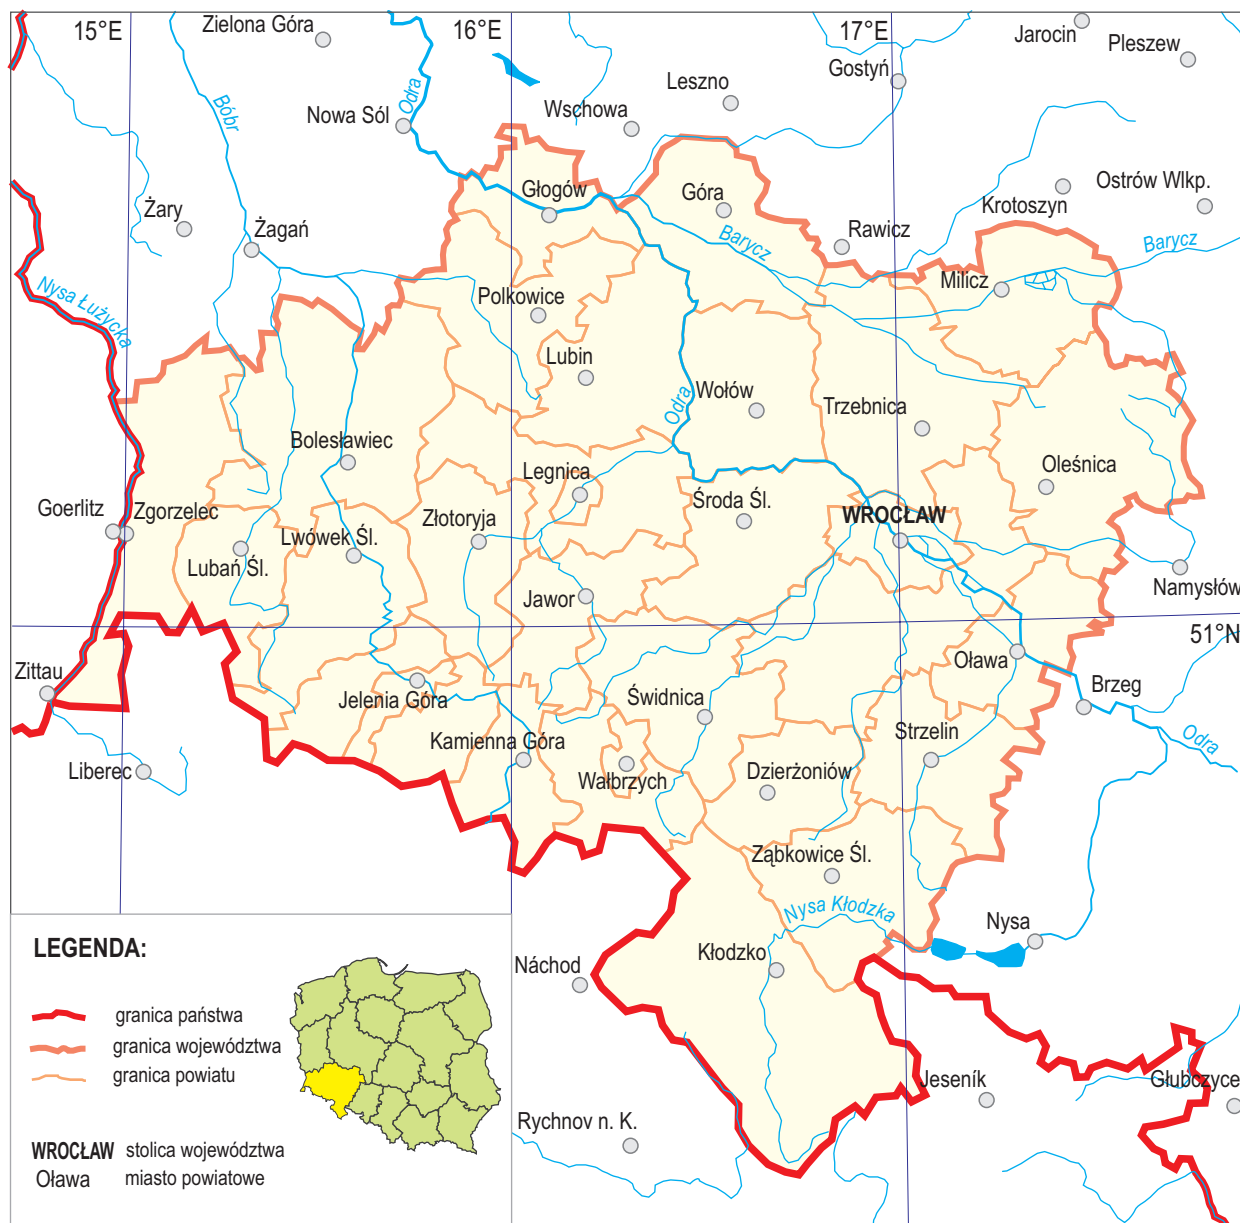 15°E
Zielona Góra
16°E
17°E
Jarocin
Pleszew
Gostyń
Leszno
Odra
Bóbr
Nowa Sól
Wschowa
Żary
Żagań
Głogów
Góra
Barycz
Rawicz
Krotoszyn
Ostrów Wlkp.
Barycz
Nysa Łużycka
Polkowice
Milicz
Lubin
Wołów
Odra
Trzebnica
Bolesławiec
Legnica
Oleśnica
Goerlitz
Zgorzelec
Złotoryja
Środa Śl.
WROCŁAW
Lwówek Śl.
Lubań Śl.
Jawor
Namysłów
51°N
Zittau
Oława
Brzeg
Jelenia Góra
Świdnica
Odra
Kamienna Góra
Strzelin
Liberec
Wałbrzych
Dzierżoniów
Ząbkowice Śl.
Nysa Kłodzka
Nysa
Kłodzko
Náchod
Jeseník
Głubczyce
Rychnov n. K.
LEGENDA:
granica państwa
granica województwa
granica powiatu
WROCŁAW stolica województwa
Oława miasto powiatowe